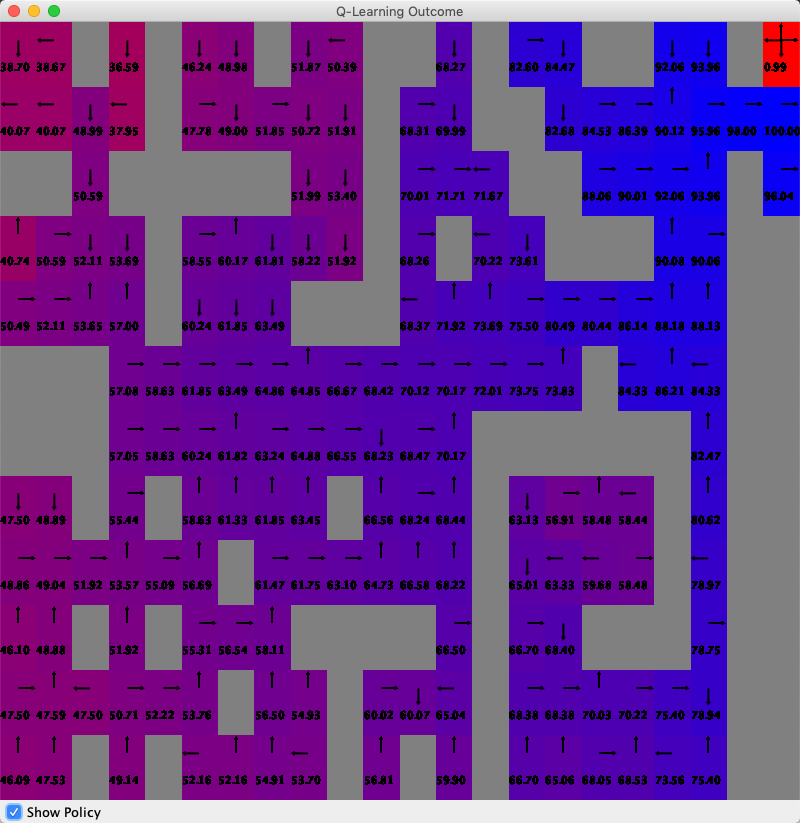 Q-Learning Outcome
38.70 38.67 36.59 46.24 48.98 51.87 50.39 68.27 82.60 84.47 92.06 93.96 0.99
40.07 40.07 48.99 37.95 47.78 49.00 51.85 50.72 51.91 68.31 69.99 82.68 84.53 86.39 90.12 95.96 98.00 100.00
50.59 51.99 53.40 70.01 71.71 71.67 88.06 90.01 92.06 93.96 96.04
40.74 50.59 52.11 53.69 58.55 60.17 61.81 58.22 51.92 68.26 70.22 73.61 90.08 90.06
50.49 52.11 53.65 57.00 60.24 61.85 63.49 68.37 71.92 73.69 75.50 80.49 80.44 86.14 88.18 88.13
57.08 58.63 61.85 63.49 64.86 64.85 66.67 68.42 70.12 70.17 72.01 73.75 73.83 84.33 86.21 84.33
57.05 58.63 60.24 61.82 63.24 64.88 66.55 68.23 68.47 70.17 82.47
47.50 48.89 55.44 58.63 61.33 61.85 63.45 66.56 68.24 68.44 63.13 56.91 58.48 58.44 80.62
48.86 49.04 51.92 53.57 55.09 56.69 61.47 61.75 63.10 64.73 66.58 68.22 65.01 63.33 59.68 58.48 78.97
46.10 48.88 51.92 55.31 56.54 58.11 66.50 66.70 68.40 78.75
47.50 47.59 47.50 50.71 52.22 53.76 56.50 54.93 60.02 60.07 65.04 68.38 68.38 70.03 70.22 75.40 78.94
46.09 47.53 49.14 52.16 52.16 54.91 53.70 56.81 59.90 66.70 65.06 68.05 68.53 73.56 75.40
Show Policy